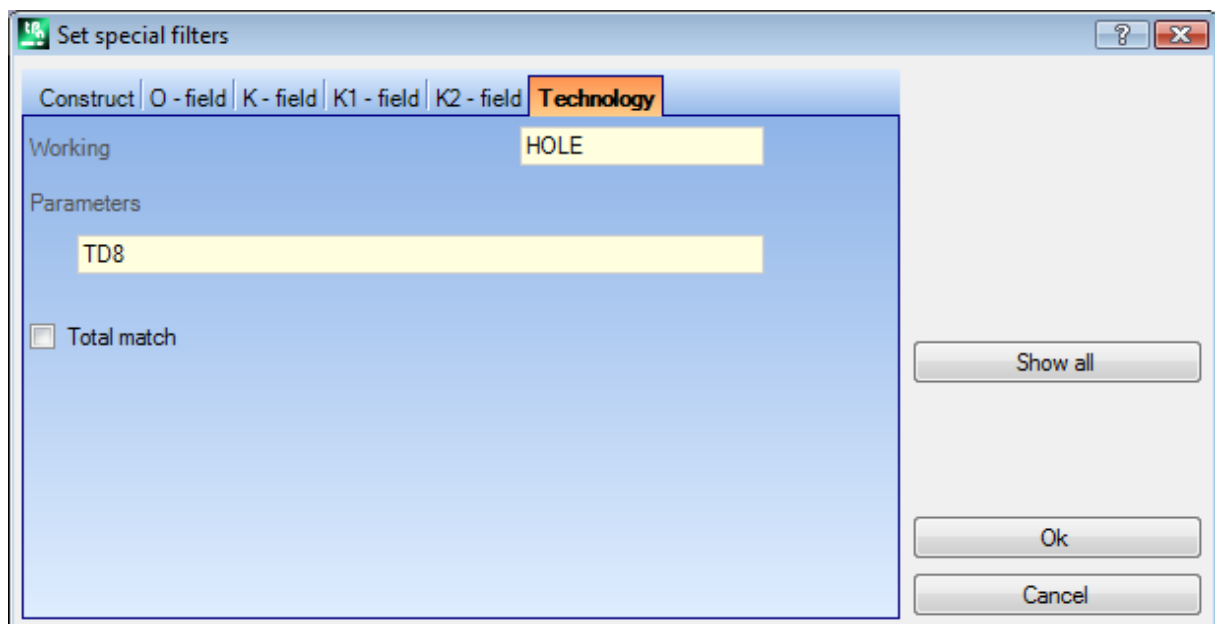 Set special filters
?
Construct O - field K - field K1 - field K2 - field Technology
Working HOLE
Parameters
TD8
Total match
Show all
Ok
Cancel